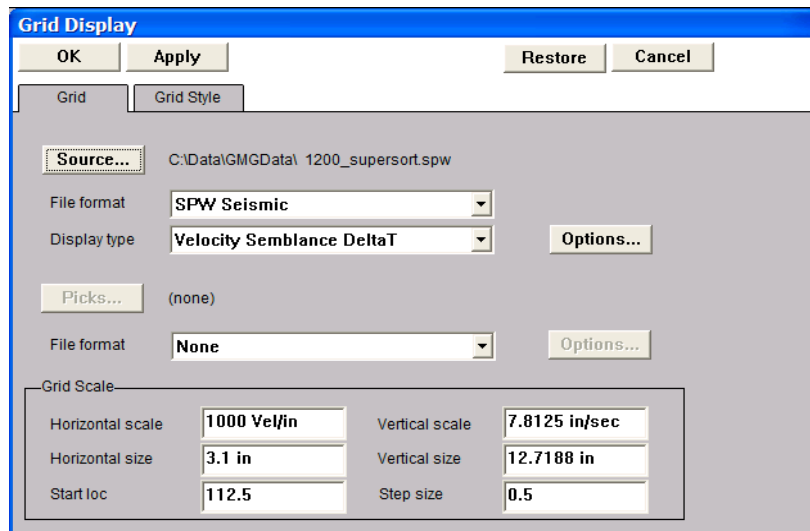 Grid Display
OK Apply Restore Cancel
Grid Grid Style
Source... C:\Data\GMGData\ 1200_supersort.spw
File format SPW Seismic
Display type Velocity Semblance DeltaT Options...
Picks... (none)
File format None Options...
Grid Scale
Horizontal scale 1000 Vel/in Vertical scale 7.8125 in/sec
Horizontal size 3.1 in Vertical size 12.7188 in
Start loc 112.5 Step size 0.5